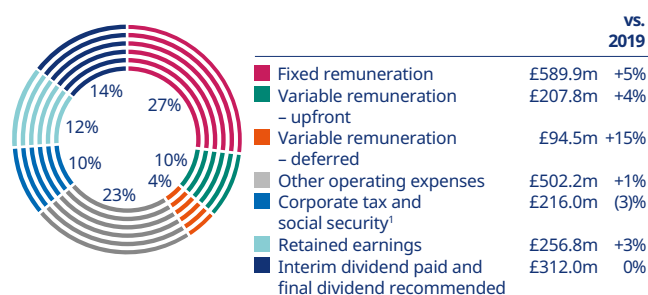 vs.
2019
14%
27%
12%
10%
10%
4%
23%
Fixed remuneration £589.9m +5%
Variable remuneration £207.8m +4%
– upfront
Variable remuneration £94.5m +15%
– deferred
Other operating expenses £502.2m +1%
Corporate tax and £216.0m (3)%
social security¹
Retained earnings £256.8m +3%
Interim dividend paid and £312.0m 0%
final dividend recommended